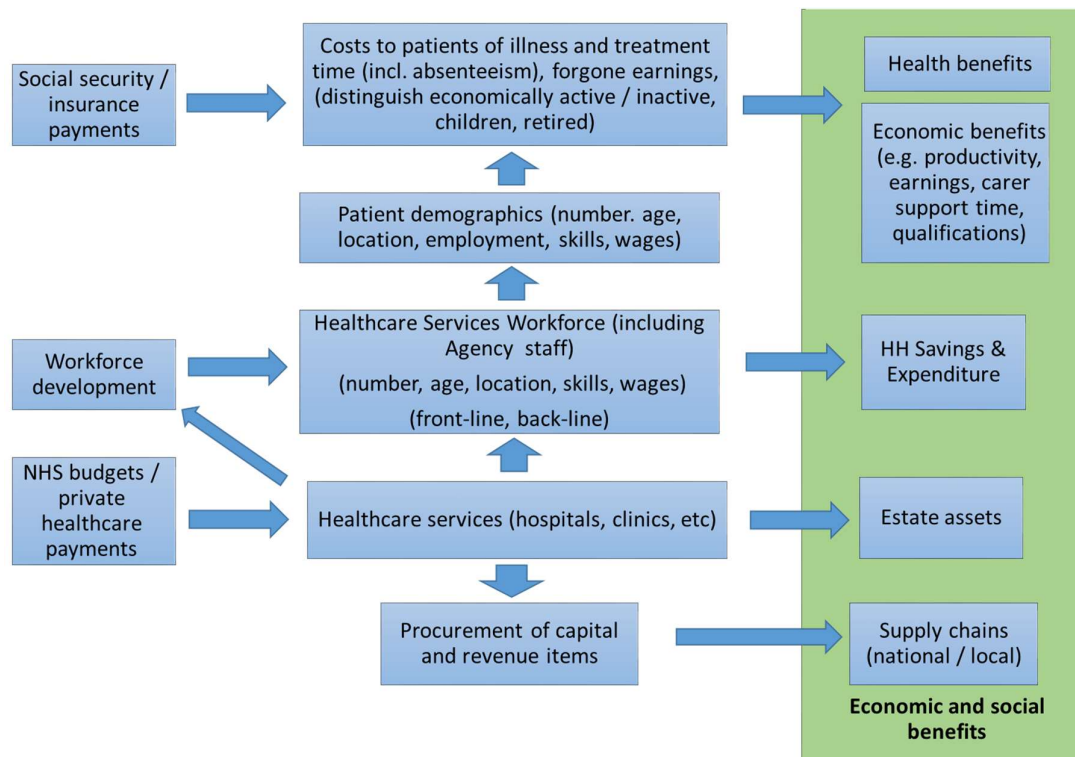 Social security /
insurance
payments
Costs to patients of illness and treatment
time (incl. absenteeism), forgone earnings,
(distinguish economically active / inactive,
children, retired)
Health benefits
Economic benefits
(e.g. productivity,
earnings, carer
support time,
qualifications)
Patient demographics (number. age,
location, employment, skills, wages)
Workforce
development
Healthcare Services Workforce (including
Agency staff)
(number, age, location, skills, wages)
(front-line, back-line)
HH Savings &
Expenditure
NHS budgets /
private
healthcare
payments
Healthcare services (hospitals, clinics, etc)
Estate assets
Procurement of capital
and revenue items
Supply chains
(national / local)
Economic and social
benefits